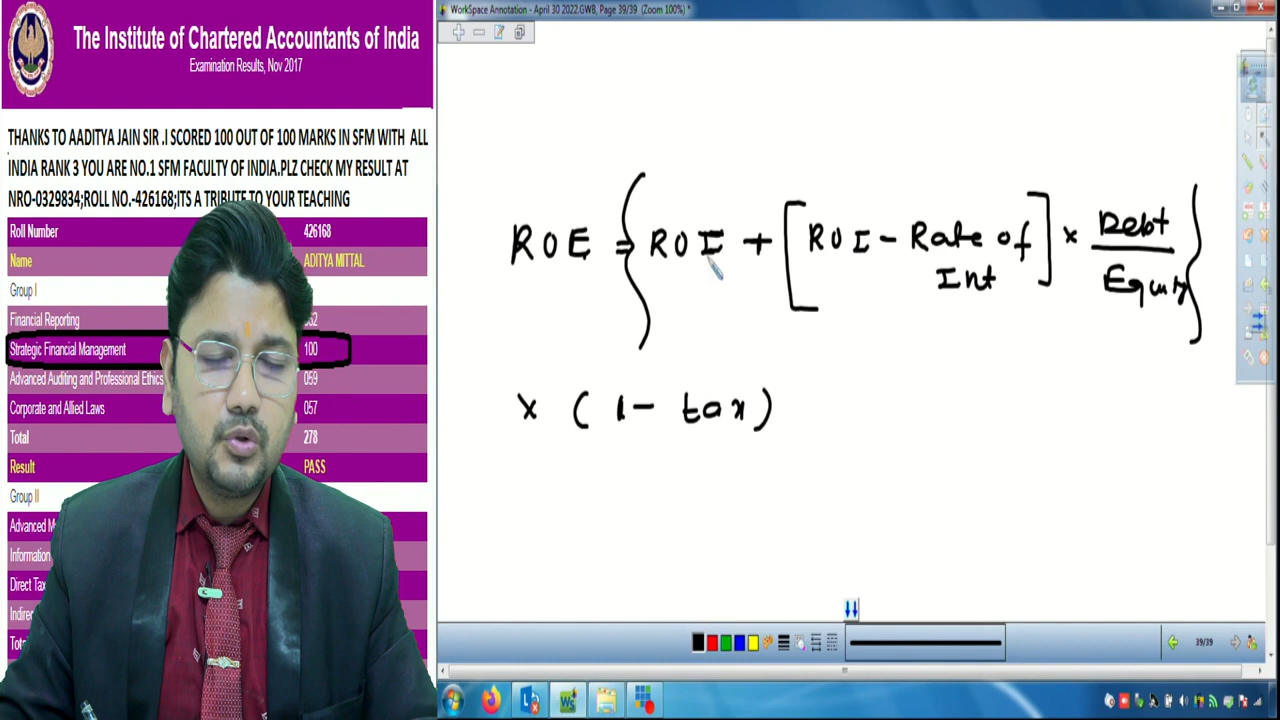 The Institute of Chartered Accountants of India
Examination Results, Nov 2017
THANKS TO AADITYA JAIN SIR .I SCORED 100 OUT OF 100 MARKS IN SFM WITH ALL
INDIA RANK 3 YOU ARE NO.1 SFM FACULTY OF INDIA.PLZ CHECK MY RESULT AT
NRO-0329834;ROLL NO.-426168;ITS A TRIBUTE TO YOUR TEACHING
Roll Number 426168
Name ADITYA MITTAL
Group I
Financial Reporting
Strategic Financial Management 100
Advanced Auditing and Professional Ethics 059
Corporate and Allied Laws 057
Total 278
Result PASS
Group II
Advanced M
Information
Direct Tax
WorkSpace Annotation - April 30 2022.GWB, Page 39/39 (Zoom 100%) *
ROE = { ROI + [ ROI - Rate of Int ] × Debt / Equity }
× ( 1 - tax )
39/39